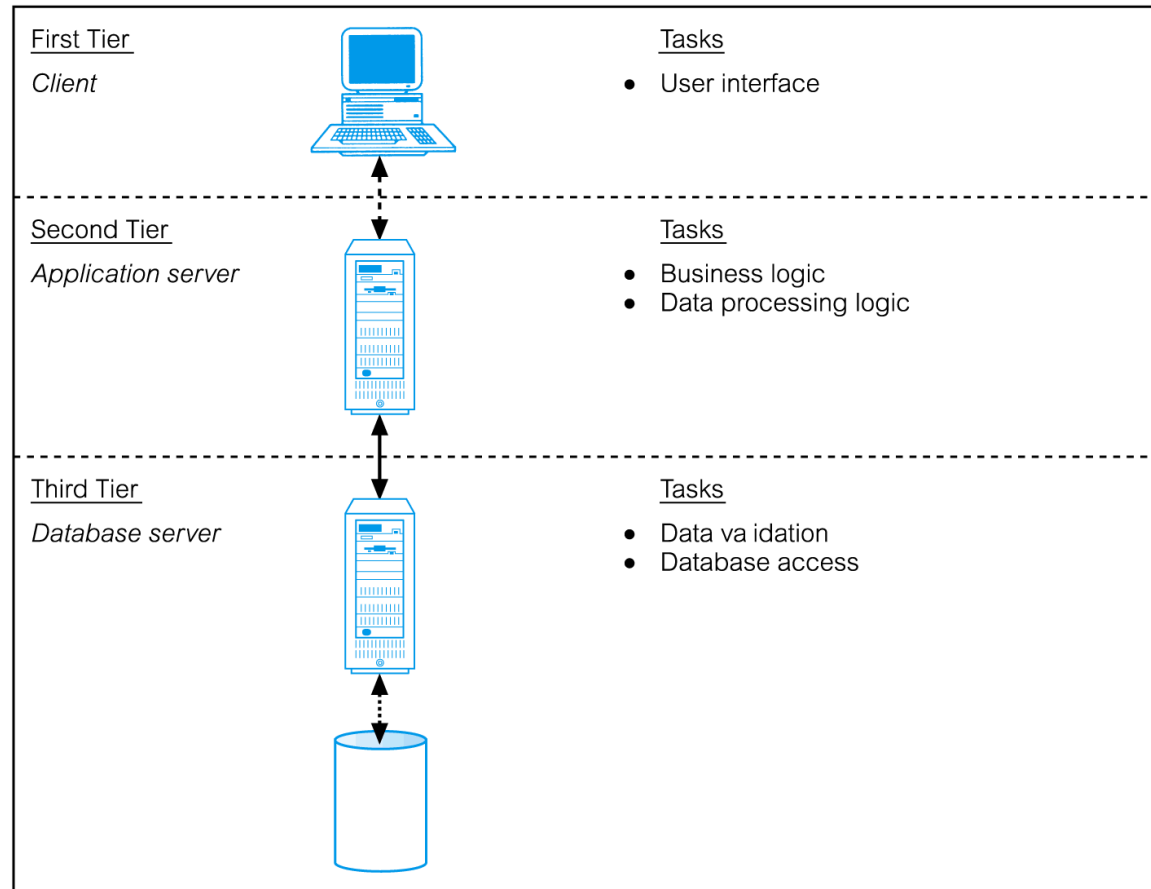 First Tier
Tasks
Client
● User interface
Second Tier
Tasks
Application server
● Business logic
● Data processing logic
Third Tier
Tasks
Database server
● Data va idation
● Database access